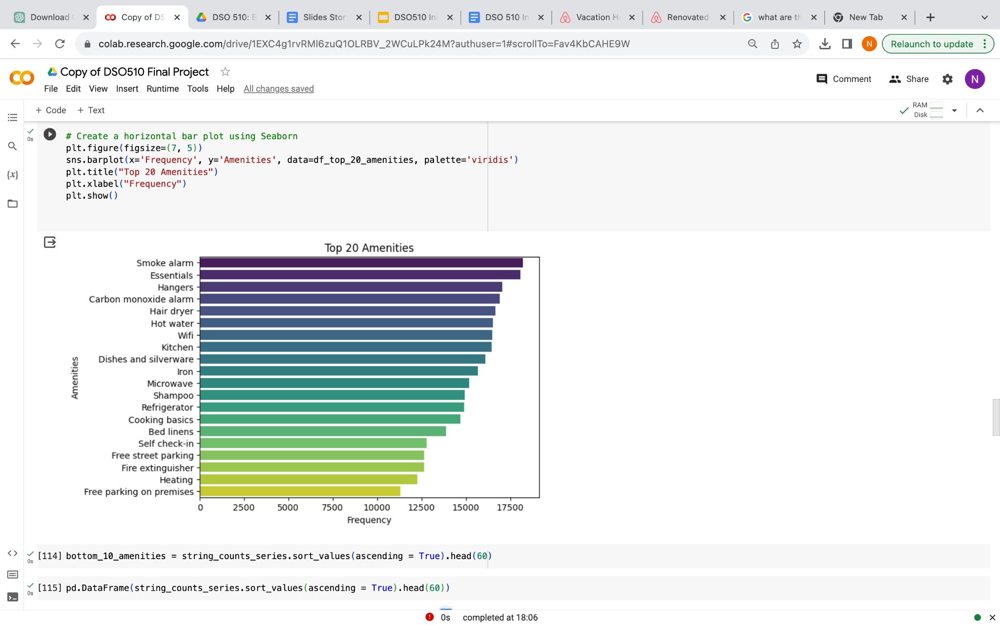 Download
Copy of DS
DSO 510: B
Slides Stor
DSO510 Ini
DSO 510 In
Vacation H
Renovated
what are th
New Tab
colab.research.google.com/drive/1EXC4g1rvRMl6zuQ1OLRBV_2WCuLPk24M?authuser=1#scrollTo=Fav4KbCAHE9W
N
Relaunch to update
CO
Copy of DSO510 Final Project
File Edit View Insert Runtime Tools Help All changes saved
Comment
Share
N
+ Code + Text
RAM
Disk
{x}
0s
# Create a horizontal bar plot using Seaborn
plt.figure(figsize=(7, 5))
sns.barplot(x='Frequency', y='Amenities', data=df_top_20_amenities, palette='viridis')
plt.title("Top 20 Amenities")
plt.xlabel("Frequency")
plt.show()
Top 20 Amenities
Smoke alarm
Essentials
Hangers
Carbon monoxide alarm
Hair dryer
Hot water
Wifi
Kitchen
Dishes and silverware
Iron
Microwave
Shampoo
Refrigerator
Cooking basics
Bed linens
Self check-in
Free street parking
Fire extinguisher
Heating
Free parking on premises
Amenities
0 2500 5000 7500 10000 12500 15000 17500
Frequency
0s
[114] bottom_10_amenities = string_counts_series.sort_values(ascending = True).head(60)
0s
[115] pd.DataFrame(string_counts_series.sort_values(ascending = True).head(60))
0s completed at 18:06